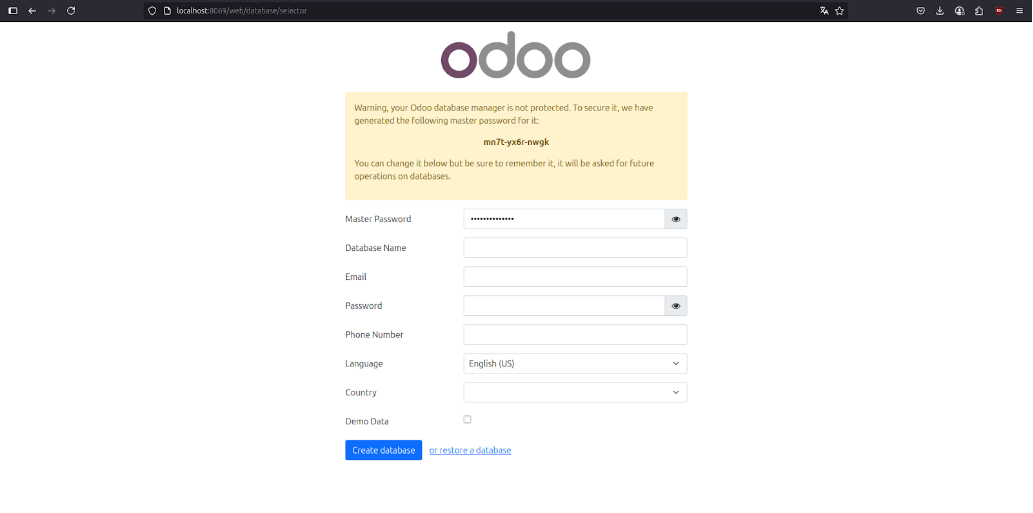 localhost:8069/web/database/selector
odoo
Warning, your Odoo database manager is not protected. To secure it, we have
generated the following master password for it:
mn7t-yx6r-nwgk
You can change it below but be sure to remember it, it will be asked for future
operations on databases.
Master Password ••••••••••••••
Database Name
Email
Password
Phone Number
Language English (US)
Country
Demo Data
Create database or restore a database